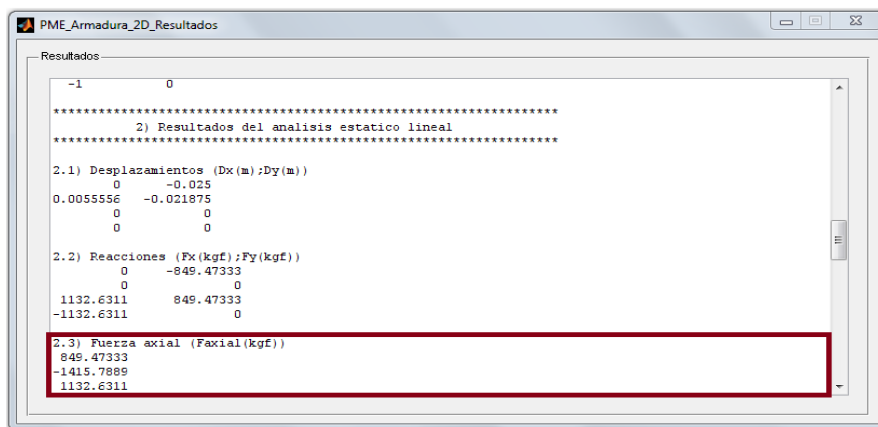 PME_Armadura_2D_Resultados
Resultados
-1 0
********************************************************************
2) Resultados del analisis estatico lineal
********************************************************************
2.1) Desplazamientos (Dx(m);Dy(m))
0 -0.025
0.0055556 -0.021875
0 0
0 0
2.2) Reacciones (Fx(kgf);Fy(kgf))
0 -849.47333
0 0
1132.6311 849.47333
-1132.6311 0
2.3) Fuerza axial (Faxial(kgf))
849.47333
-1415.7889
1132.6311